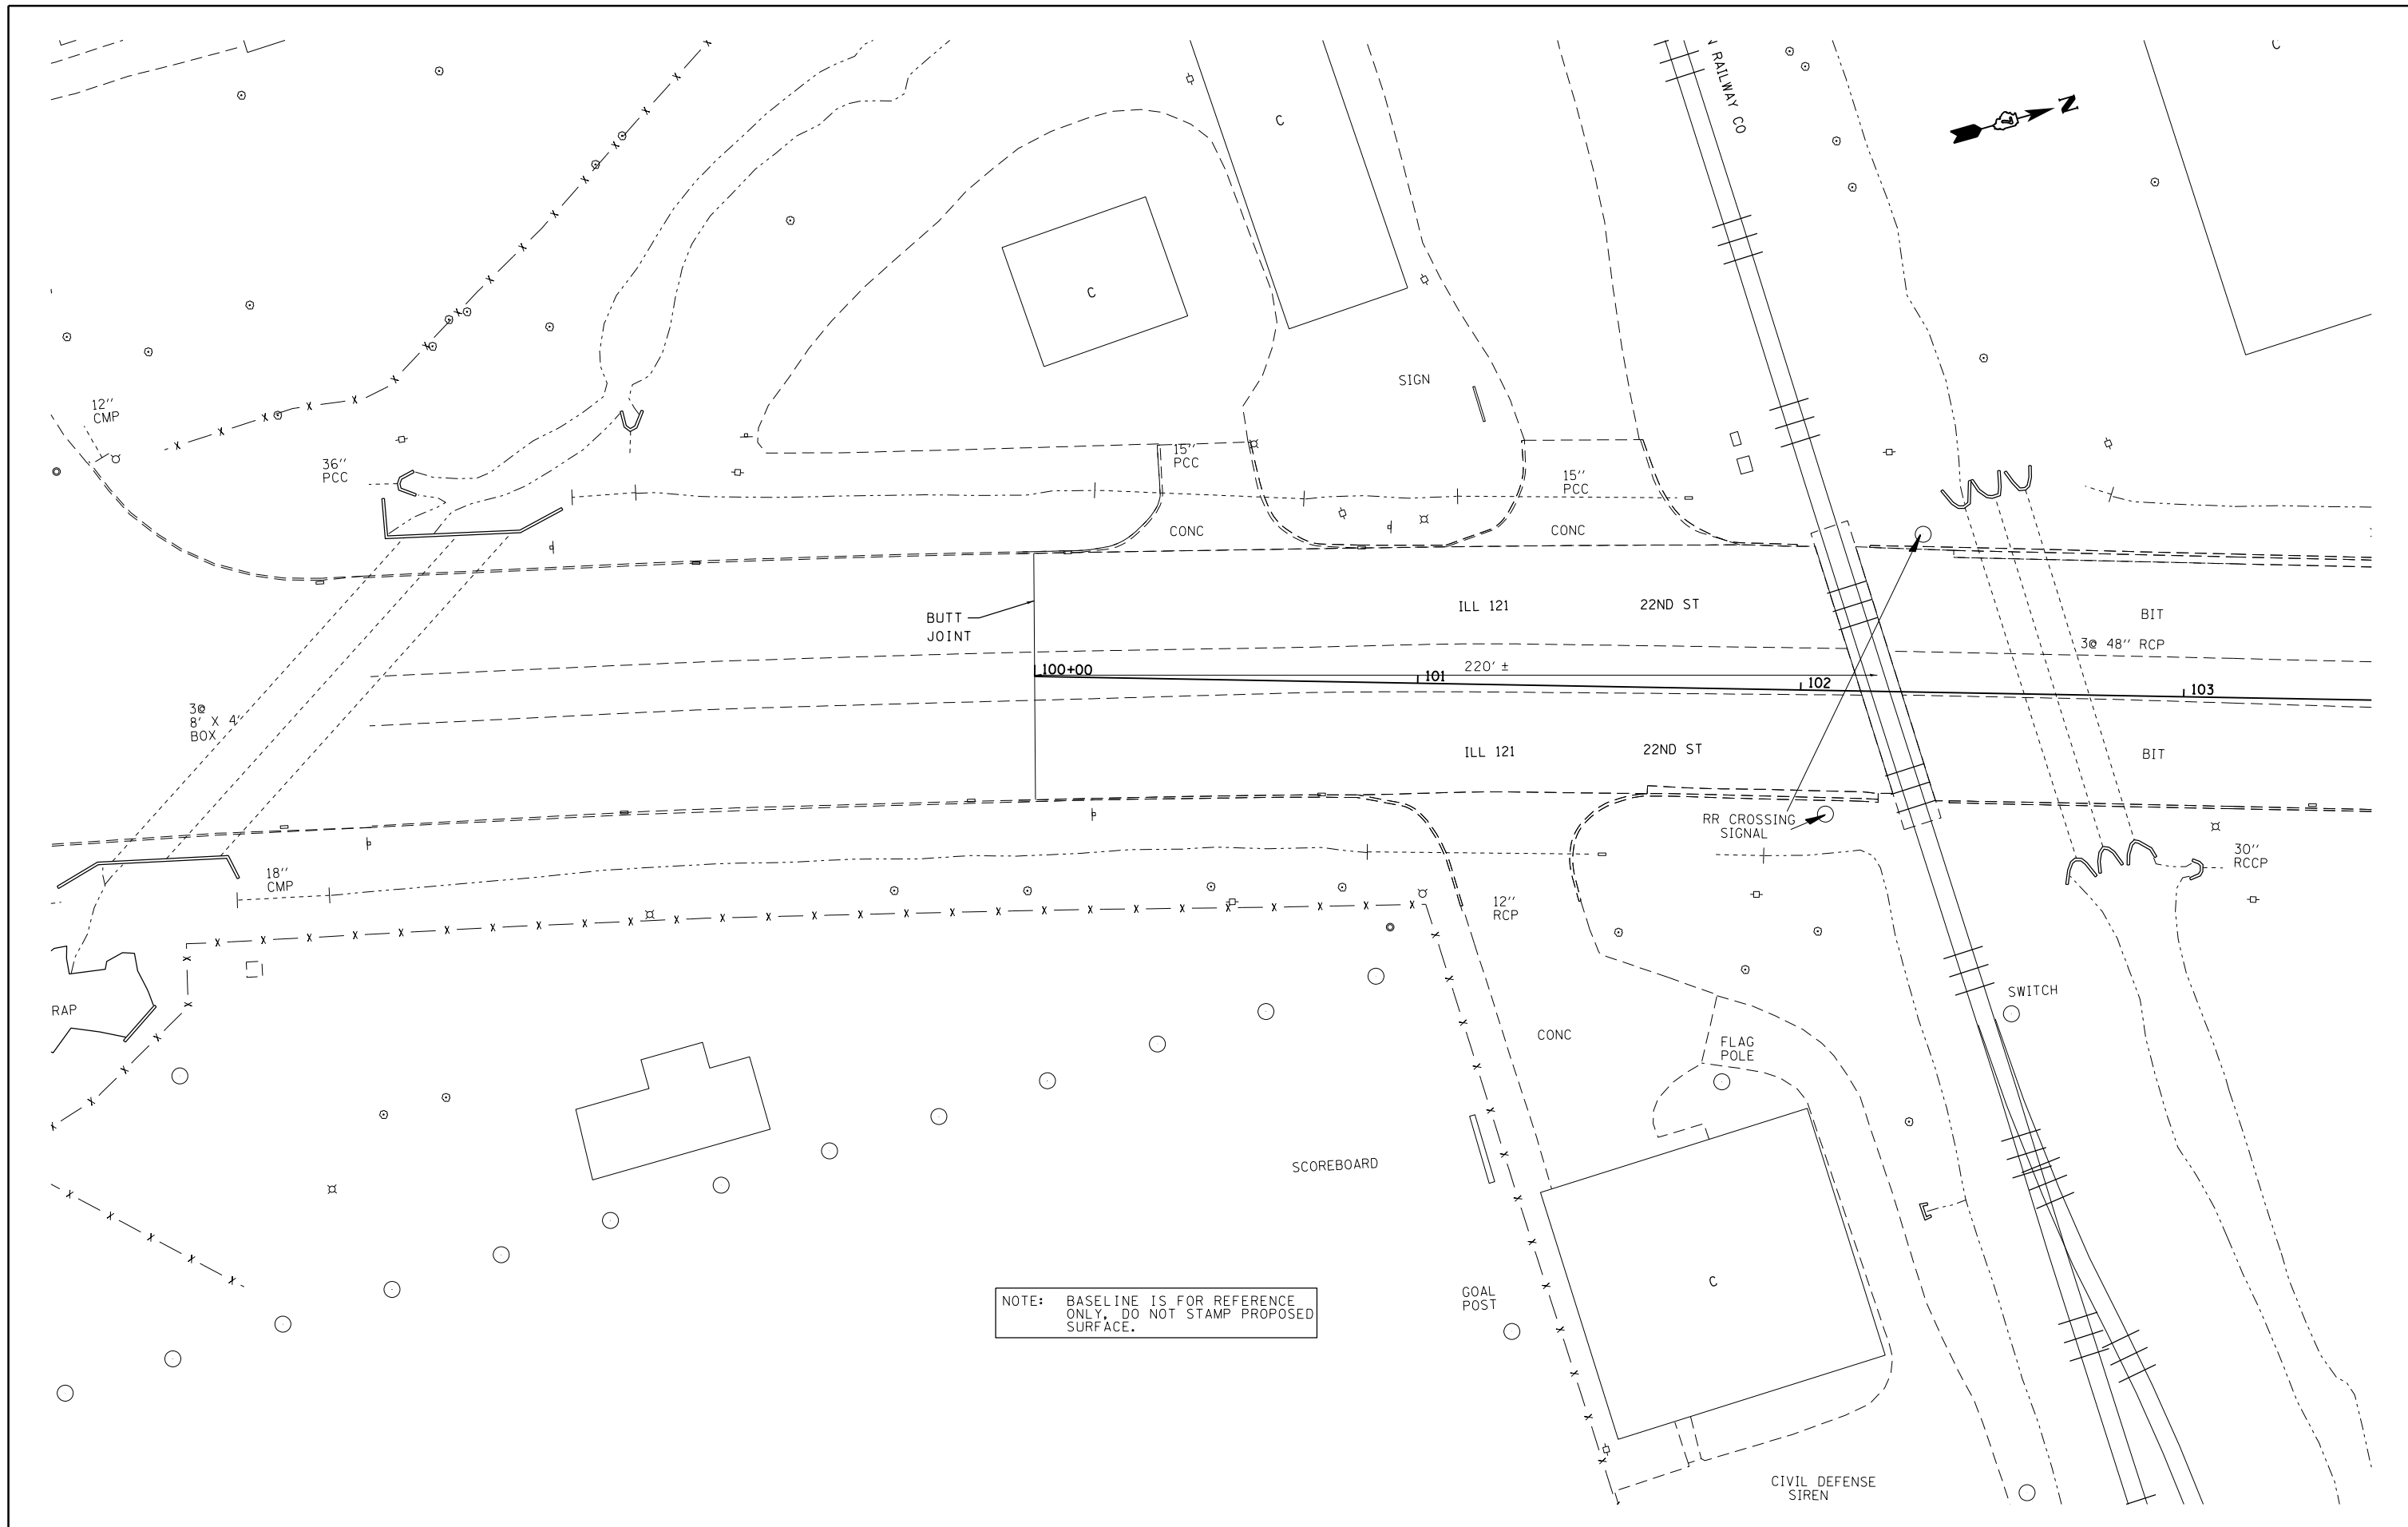 C
RAILWAY CO
N
C
C
SIGN
12"
CMP
36"
PCC
15"
PCC
15"
PCC
CONC
CONC
BUTT
JOINT
ILL 121
22ND ST
BIT
3@ 48" RCP
100+00
220' ±
101
102
103
3@
8' X 4'
BOX
ILL 121
22ND ST
BIT
RR CROSSING
SIGNAL
30"
RCCP
18"
CMP
12"
RCP
RAP
SWITCH
CONC
FLAG
POLE
SCOREBOARD
C
GOAL
POST
NOTE: BASELINE IS FOR REFERENCE
ONLY, DO NOT STAMP PROPOSED
SURFACE.
CIVIL DEFENSE
SIREN